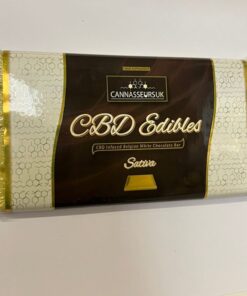 CANNASSEURSUK
CBD Edibles
CBD Infused Belgian White Chocolate Bar
Sativa